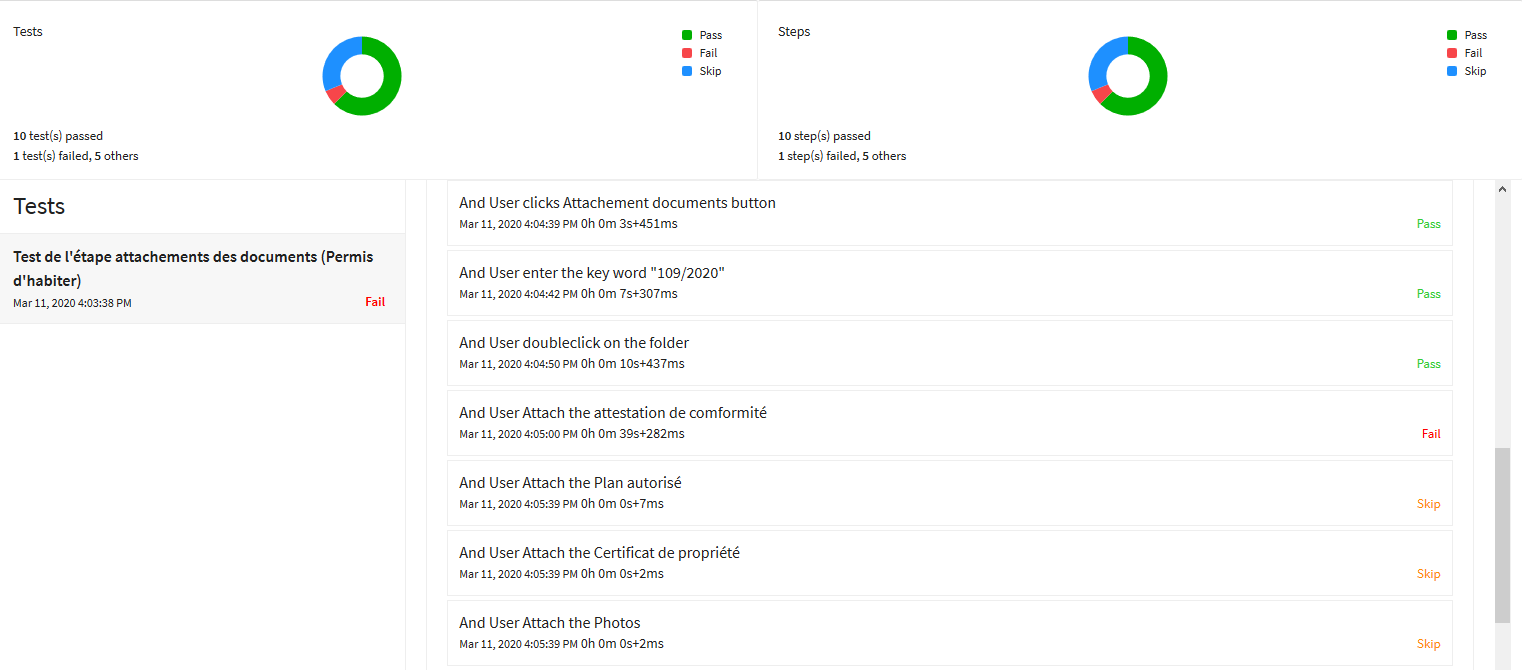 Tests
Pass
Fail
Skip
10 test(s) passed
1 test(s) failed, 5 others
Steps
Pass
Fail
Skip
10 step(s) passed
1 step(s) failed, 5 others
Tests
Test de l'étape attachements des documents (Permis
d'habiter)
Mar 11, 2020 4:03:38 PM Fail
And User clicks Attachement documents button
Mar 11, 2020 4:04:39 PM 0h 0m 3s+451ms Pass
And User enter the key word "109/2020"
Mar 11, 2020 4:04:42 PM 0h 0m 7s+307ms Pass
And User doubleclick on the folder
Mar 11, 2020 4:04:50 PM 0h 0m 10s+437ms Pass
And User Attach the attestation de comformité
Mar 11, 2020 4:05:00 PM 0h 0m 39s+282ms Fail
And User Attach the Plan autorisé
Mar 11, 2020 4:05:39 PM 0h 0m 0s+7ms Skip
And User Attach the Certificat de propriété
Mar 11, 2020 4:05:39 PM 0h 0m 0s+2ms Skip
And User Attach the Photos
Mar 11, 2020 4:05:39 PM 0h 0m 0s+2ms Skip